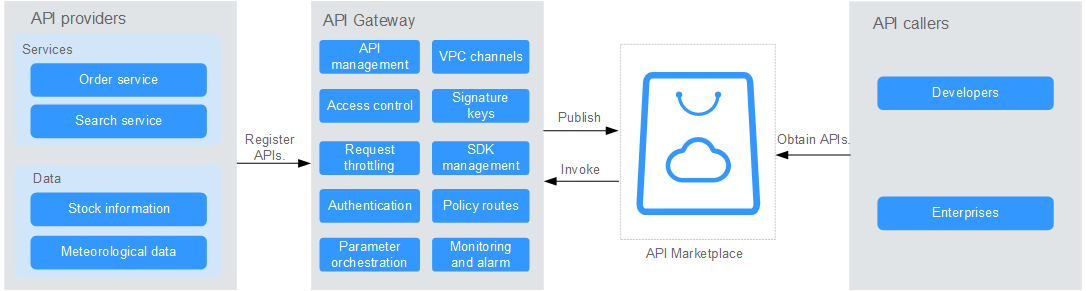 API providers
Services
Order service
Search service
Data
Stock information
Meteorological data
Register
APIs.
API Gateway
API
management
VPC channels
Access control
Signature
keys
Request
throttling
SDK
management
Authentication
Policy routes
Parameter
orchestration
Monitoring
and alarm
Publish
Invoke
API Marketplace
Obtain APIs.
API callers
Developers
Enterprises